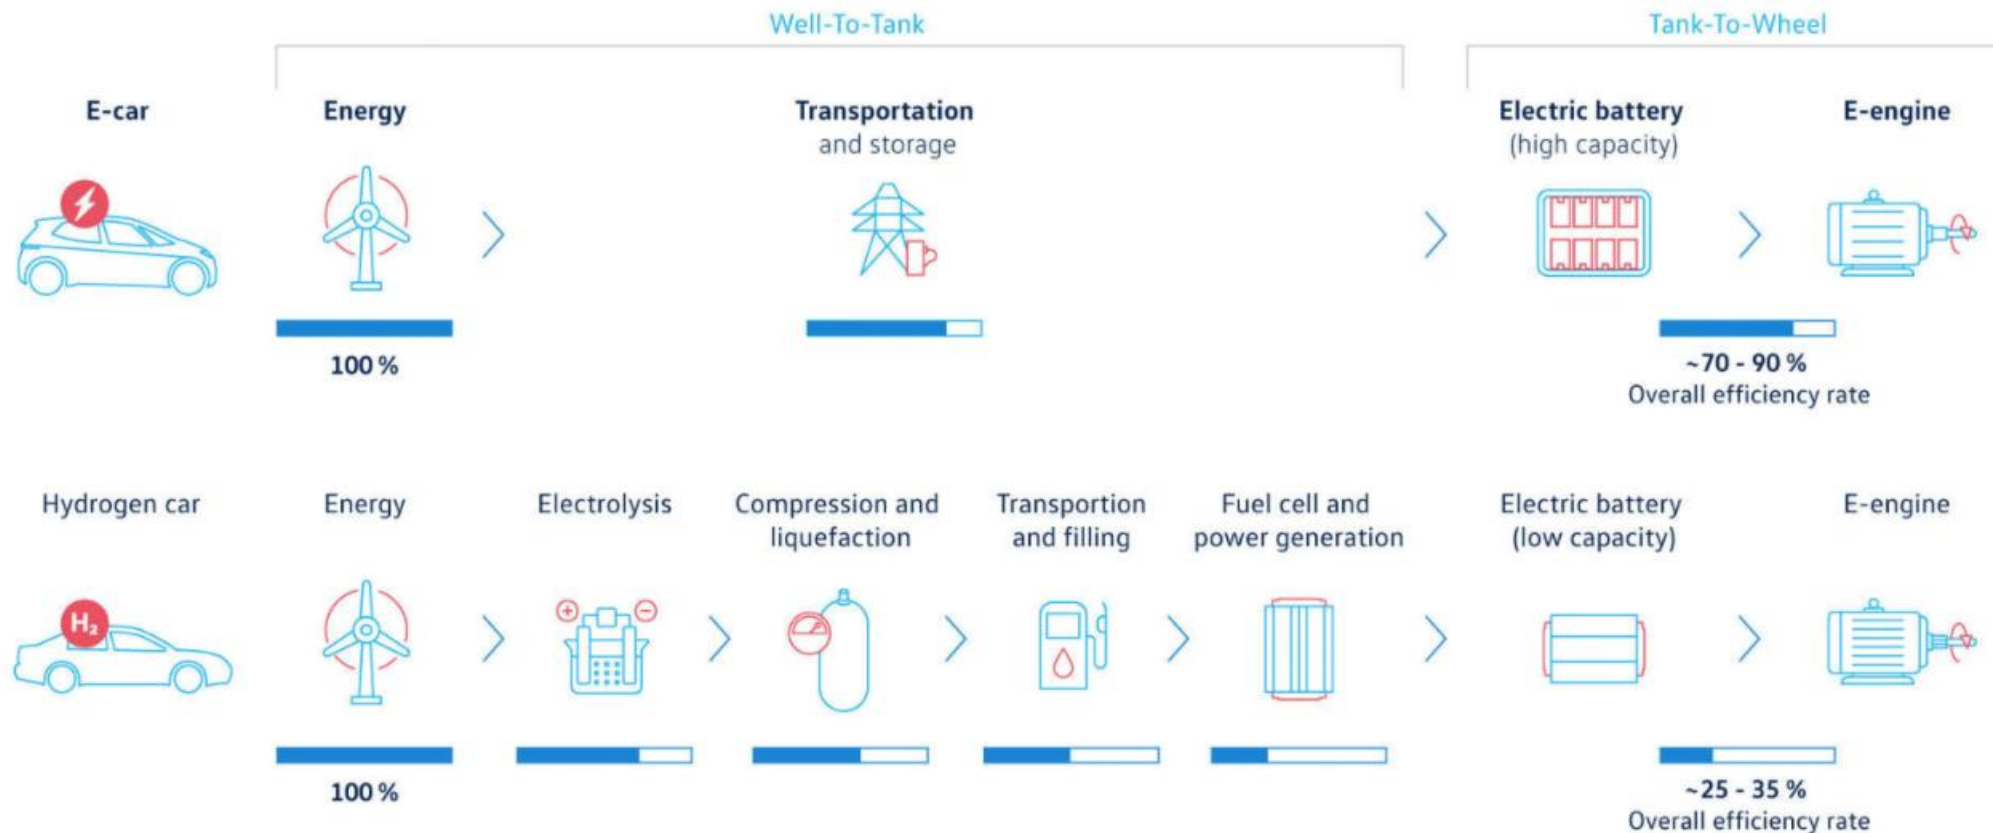 Well-To-Tank
Tank-To-Wheel
E-car
Energy
Transportation
and storage
Electric battery
(high capacity)
E-engine
100 %
~70 - 90 %
Overall efficiency rate
Hydrogen car
Energy
Electrolysis
Compression and
liquefaction
Transportion
and filling
Fuel cell and
power generation
Electric battery
(low capacity)
E-engine
H₂
100 %
~25 - 35 %
Overall efficiency rate